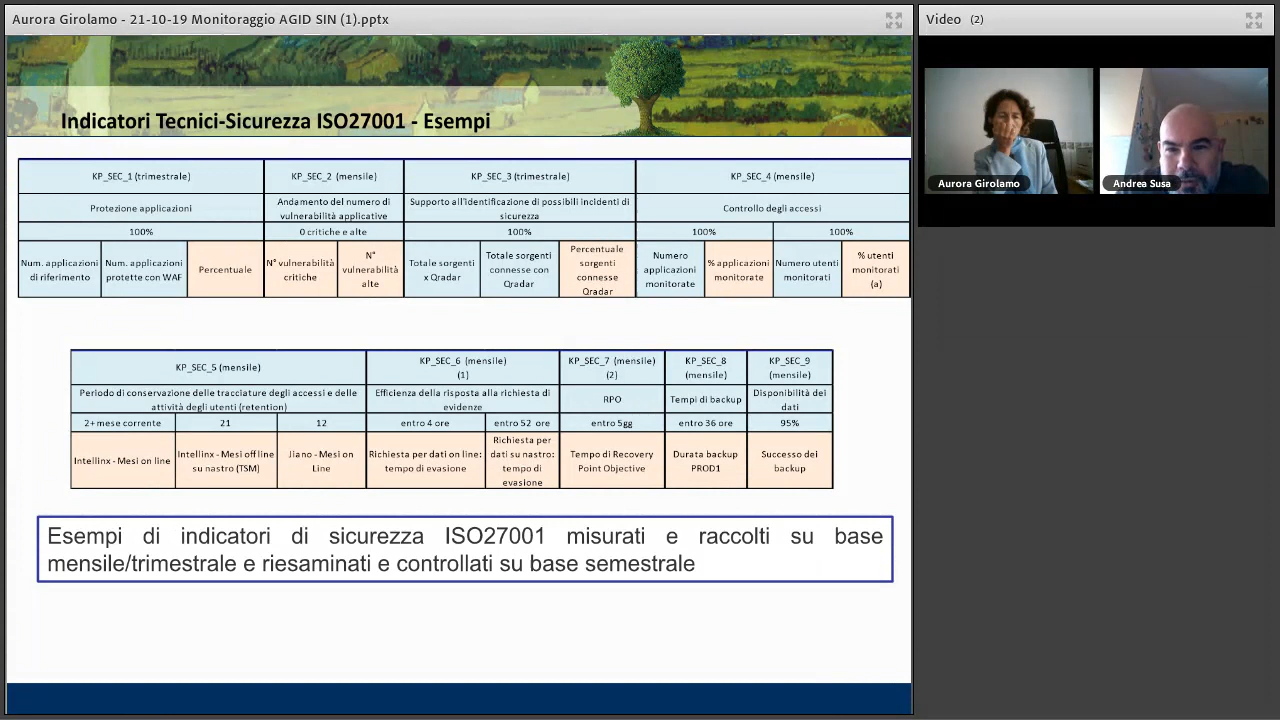 Aurora Girolamo - 21-10-19 Monitoraggio AGID SIN (1).pptx
Video (2)
Indicatori Tecnici-Sicurezza ISO27001 - Esempi
Aurora Girolamo
Andrea Susa
KP_SEC_1 (trimestrale)
KP_SEC_2 (mensile)
KP_SEC_3 (trimestrale)
KP_SEC_4 (mensile)
Protezione applicazioni
Andamento del numero di
vulnerabilità applicative
Supporto all'identificazione di possibili incidenti di
sicurezza
Controllo degli accessi
100%
0 critiche e alte
100%
100%
100%
Num. applicazioni
di riferimento
Num. applicazioni
protette con WAF
Percentuale
N° vulnerabilità
critiche
N°
vulnerabilità
alte
Totale sorgenti
x Qradar
Totale sorgenti
connesse con
Qradar
Percentuale
sorgenti
connesse
Qradar
Numero
applicazioni
monitorate
% applicazioni
monitorate
Numero utenti
monitorati
% utenti
monitorati
(a)
KP_SEC_5 (mensile)
KP_SEC_6 (mensile)
(1)
KP_SEC_7 (mensile)
(2)
KP_SEC_8
(mensile)
KP_SEC_9
(mensile)
Periodo di conservazione delle tracciature degli accessi e delle
attività degli utenti (retention)
Efficienza della risposta alla richiesta di
evidenze
RPO
Tempi di backup
Disponibilità dei
dati
2+mese corrente
21
12
entro 4 ore
entro 52 ore
entro 5gg
entro 36 ore
95%
Intellinx - Mesi on line
Intellinx - Mesi off line
su nastro (TSM)
Jiano - Mesi on
Line
Richiesta per dati on line:
tempo di evasione
Richiesta per
dati su nastro:
tempo di
evasione
Tempo di Recovery
Point Objective
Durata backup
PROD1
Successo dei
backup
Esempi di indicatori di sicurezza ISO27001 misurati e raccolti su base
mensile/trimestrale e riesaminati e controllati su base semestrale